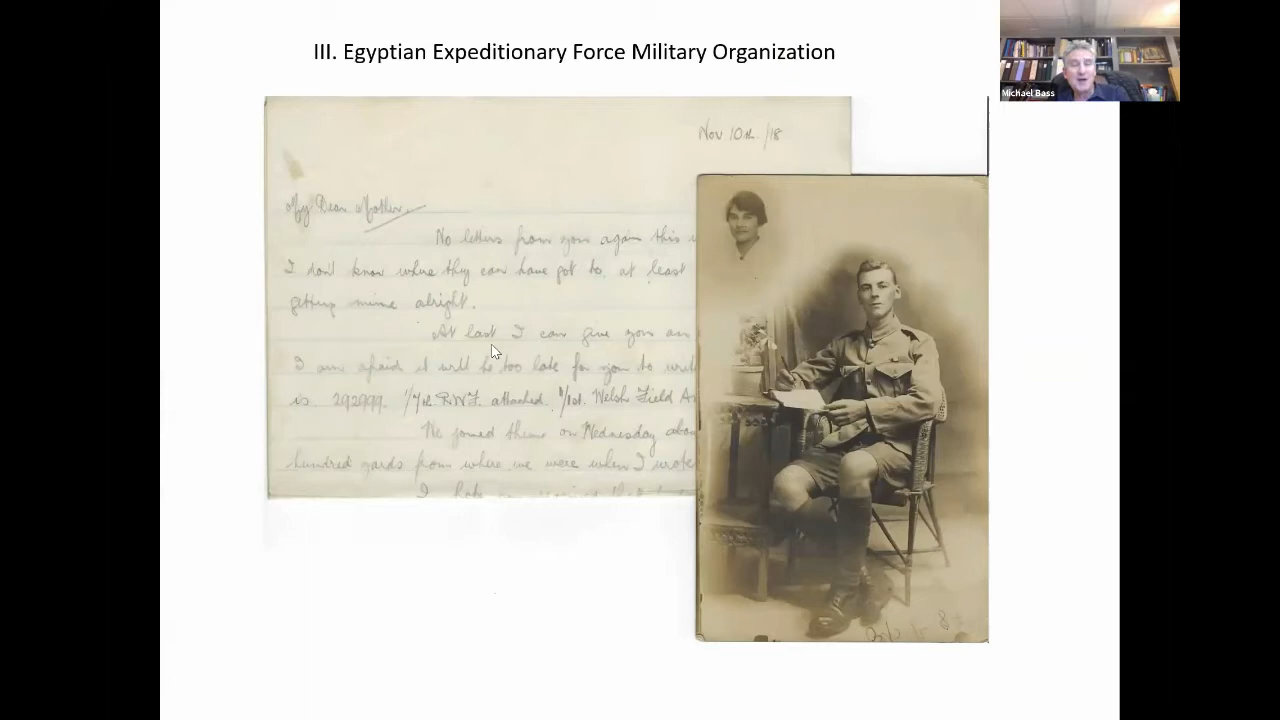 III. Egyptian Expeditionary Force Military Organization
Michael Bass
Nov 10th /18
My Dear Mother
No letters from you again this
I don't know where they can have got to, at least
getting mine alright.
At last I can give you an
I am afraid it will be too late for you to
is 292999. 1/7th R.W.F. attached. 1/1st. Welsh Field
We joined them on Wednesday
hundred yards from where we were when I wrote
I hope